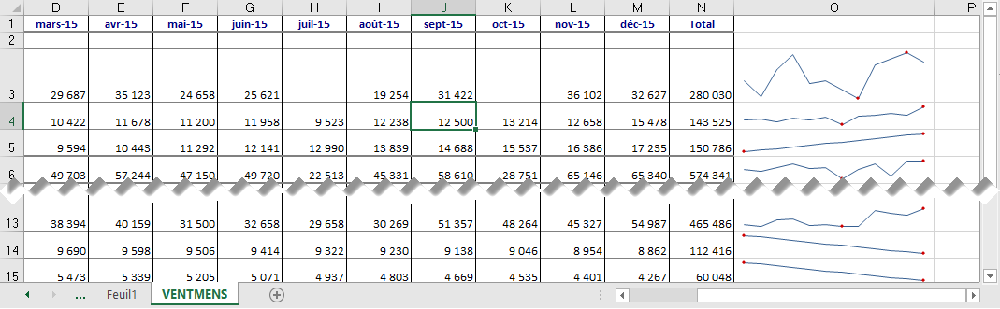 D E F G H I J K L M N O P
1 mars-15 avr-15 mai-15 juin-15 juil-15 août-15 sept-15 oct-15 nov-15 déc-15 Total
2
3 29 687 35 123 24 658 25 621 19 254 31 422 36 102 32 627 280 030
4 10 422 11 678 11 200 11 958 9 523 12 238 12 500 13 214 12 658 15 478 143 525
5 9 594 10 443 11 292 12 141 12 990 13 839 14 688 15 537 16 386 17 235 150 786
6 49 703 57 244 47 150 49 720 22 513 45 331 58 610 28 751 65 146 65 340 574 341
13 38 394 40 159 31 500 32 658 29 658 30 269 51 357 48 264 45 327 54 987 465 486
14 9 690 9 598 9 506 9 414 9 322 9 230 9 138 9 046 8 954 8 862 112 416
15 5 473 5 339 5 205 5 071 4 937 4 803 4 669 4 535 4 401 4 267 60 048
... Feuil1 VENTMENS